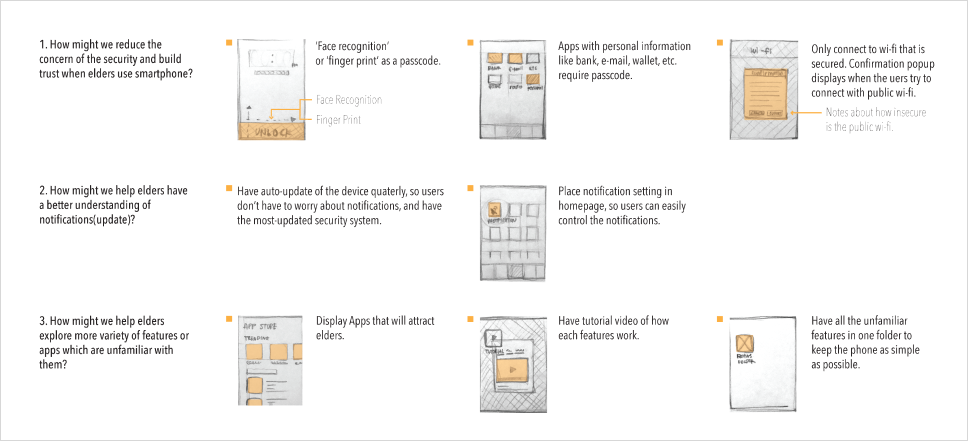 1. How might we reduce the
concern of the security and build
trust when elders use smartphone?
UNLOCK
'Face recognition'
or 'finger print' as a passcode.
Face Recognition
Finger Print
BANK
E-MAIL
Apps with personal information
like bank, e-mail, wallet, etc.
require passcode.
Wi-Fi
Only connect to wi-fi that is
secured. Confirmation popup
displays when the uers try to
connect with public wi-fi.
Notes about how insecure
is the public wi-fi.
2. How might we help elders have
a better understanding of
notifications(update)?
Have auto-update of the device quaterly, so users
don't have to worry about notifications, and have
the most-updated security system.
NOTIFICATION
Place notification setting in
homepage, so users can easily
control the notifications.
3. How might we help elders
explore more variety of features or
apps which are unfamiliar with
them?
APP STORE
TRENDING
Display Apps that will attract
elders.
TUTORIAL
Have tutorial video of how
each features work.
FOLDER
Have all the unfamiliar
features in one folder to
keep the phone as simple
as possible.